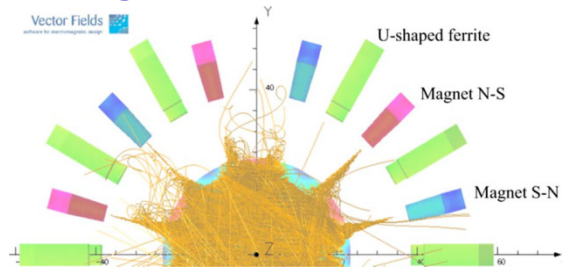 Vector Fields
software for electromagnetic design
Y
U-shaped ferrite
40
Magnet N-S
Magnet S-N
Z
-40
40
60